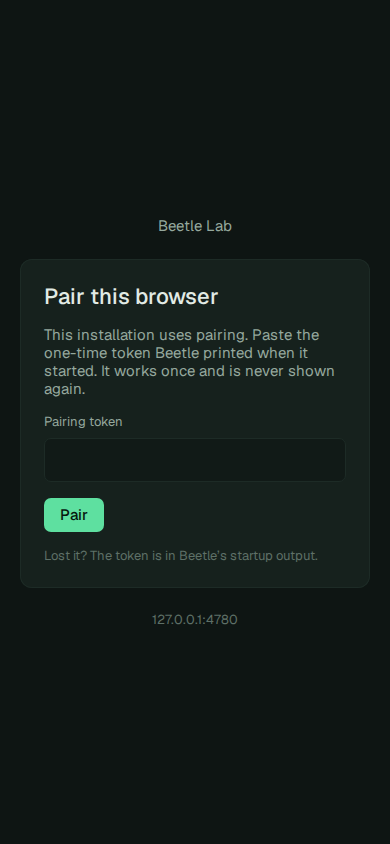 Beetle Lab
Pair this browser
This installation uses pairing. Paste the
one-time token Beetle printed when it
started. It works once and is never shown
again.
Pairing token
Pair
Lost it? The token is in Beetle’s startup output.
127.0.0.1:4780